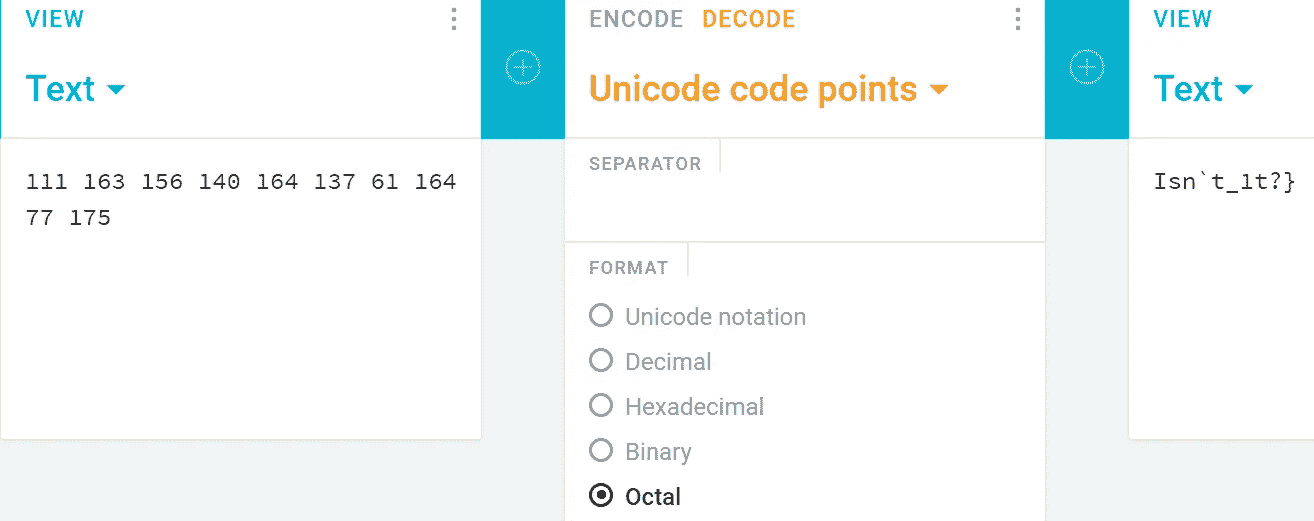 VIEW
Text
111 163 156 140 164 137 61 164
77 175
ENCODE DECODE
Unicode code points
SEPARATOR
FORMAT
Unicode notation
Decimal
Hexadecimal
Binary
Octal
VIEW
Text
Isn`t_1t?}